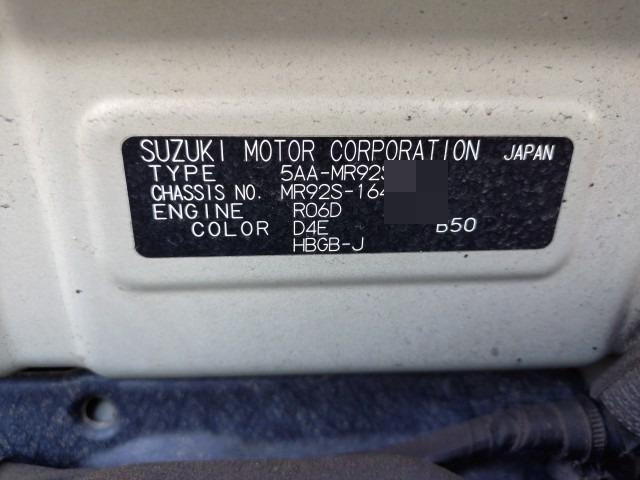 SUZUKI MOTOR CORPORATION JAPAN
TYPE 5AA-MR92S
CHASSIS NO. MR92S-164
ENGINE R06D
COLOR D4E B50
HBGB-J